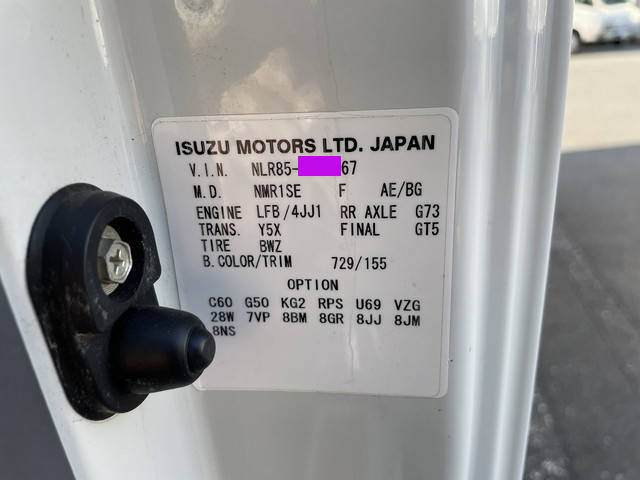 ISUZU MOTORS LTD. JAPAN
V.I.N. NLR85- 67
M.D. NMR1SE F AE/BG
ENGINE LFB/4JJ1 RR AXLE G73
TRANS. Y5X FINAL GT5
TIRE BWZ
B.COLOR/TRIM 729/155
OPTION
C60 G50 KG2 RPS U69 VZG
28W 7VP 8BM 8GR 8JJ 8JM
8NS